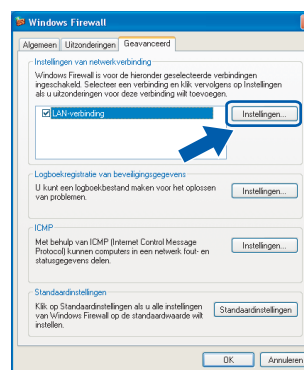 Windows Firewall
Algemeen Uitzonderingen Geavanceerd
Instellingen van netwerkverbinding
Windows Firewall is voor de hieronder geselecteerde verbindingen
ingeschakeld. Selecteer een verbinding en klik vervolgens op Instellingen
als u uitzonderingen voor deze verbinding wilt toevoegen.
LAN-verbinding
Instellingen...
Logboekregistratie van beveiligingsgegevens
U kunt een logboekbestand maken voor het oplossen
van problemen.
Instellingen...
ICMP
Met behulp van ICMP (Internet Control Message
Protocol) kunnen computers in een netwerk fout- en
statusgegevens delen.
Instellingen...
Standaardinstellingen
Klik op Standaardinstellingen als u alle instellingen
van Windows Firewall op de standaardwaarde wilt
instellen.
Standaardinstellingen
OK Annuleren